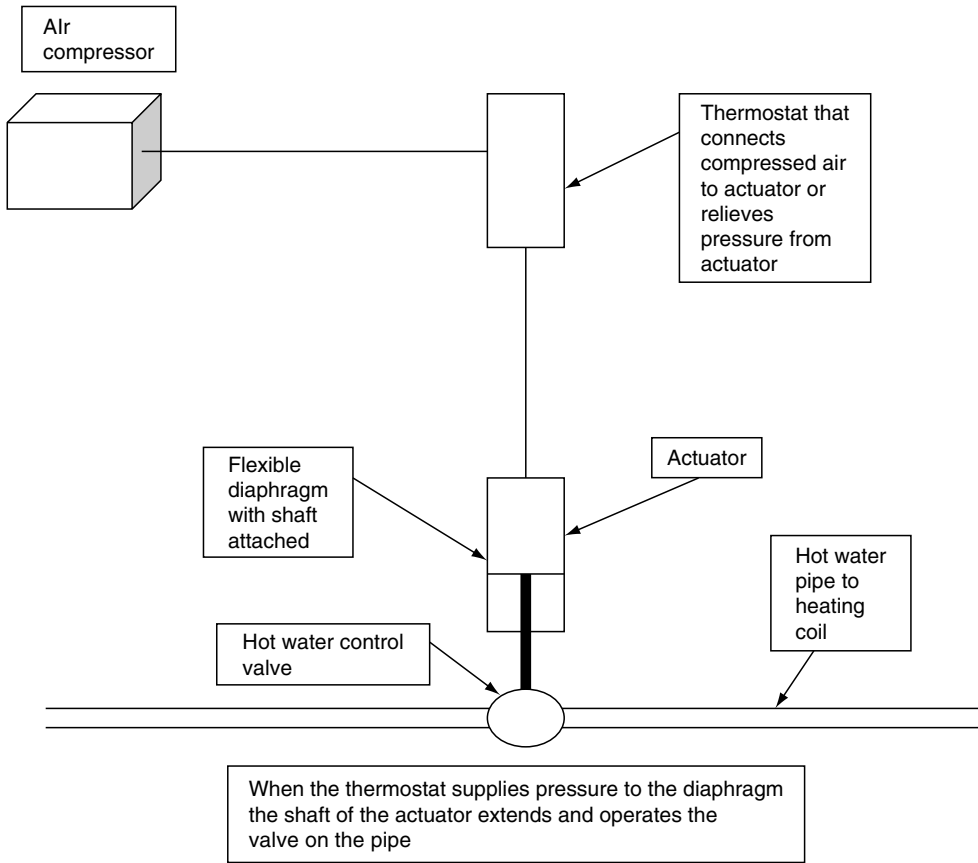 AIr
compressor
Thermostat that
connects
compressed air
to actuator or
relieves
pressure from
actuator
Flexible
diaphragm
with shaft
attached
Actuator
Hot water
pipe to
heating
coil
Hot water control
valve
When the thermostat supplies pressure to the diaphragm
the shaft of the actuator extends and operates the
valve on the pipe